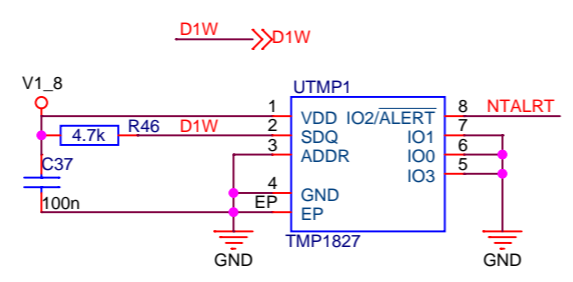 D1W
D1W
V1_8
UTMP1
1 VDD IO2/ALERT 8 NTALRT
4.7k R46 D1W 2 SDQ IO1 7
3 ADDR IO0 6
C37 IO3 5
4 GND
100n EP EP
TMP1827
GND GND